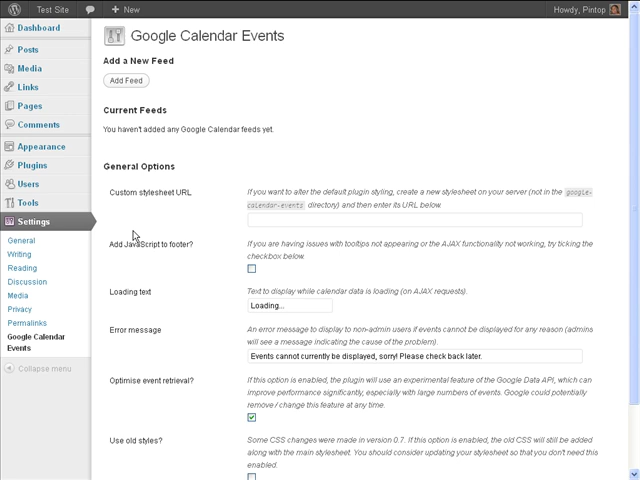 Test Site + New Howdy, Pintop
Dashboard
Posts
Media
Links
Pages
Comments
Appearance
Plugins
Users
Tools
Settings
General
Writing
Reading
Discussion
Media
Privacy
Permalinks
Google Calendar
Events
Collapse menu
Google Calendar Events
Add a New Feed
Add Feed
Current Feeds
You haven't added any Google Calendar feeds yet.
General Options
Custom stylesheet URL
If you want to alter the default plugin styling, create a new stylesheet on your server (not in the google-
calendar-events directory) and then enter its URL below.
Add JavaScript to footer?
If you are having issues with tooltips not appearing or the AJAX functionality not working, try ticking the
checkbox below.
Loading text
Text to display while calendar data is loading (on AJAX requests).
Loading...
Error message
An error message to display to non-admin users if events cannot be displayed for any reason (admins
will see a message indicating the cause of the problem).
Events cannot currently be displayed, sorry! Please check back later.
Optimise event retrieval?
If this option is enabled, the plugin will use an experimental feature of the Google Data API, which can
improve performance significantly, especially with large numbers of events. Google could potentially
remove / change this feature at any time.
Use old styles?
Some CSS changes were made in version 0.7. If this option is enabled, the old CSS will still be added
along with the main stylesheet. You should consider updating your stylesheet so that you don't need this
enabled.